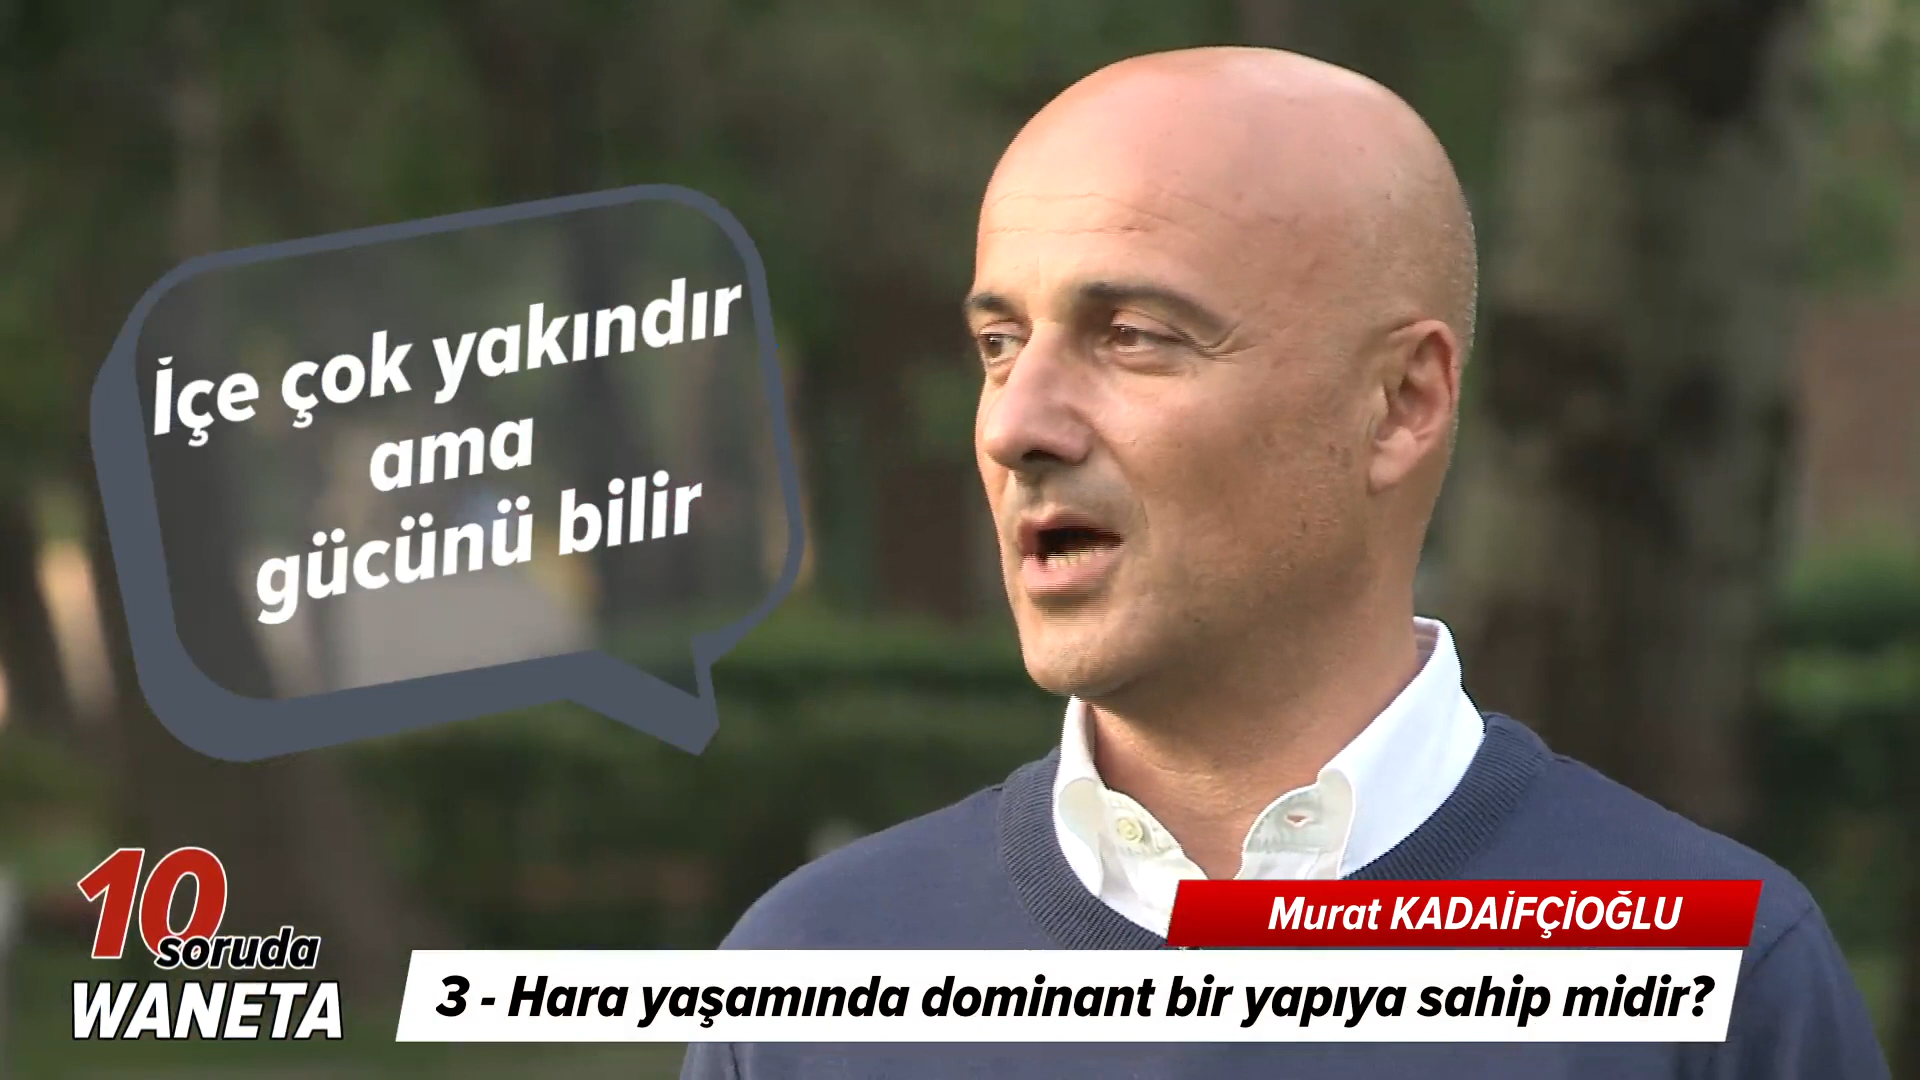 İçe çok yakındır
ama
gücünü bilir
Murat KADAİFÇİOĞLU
10
soruda
WANETA
3 - Hara yaşamında dominant bir yapıya sahip midir?